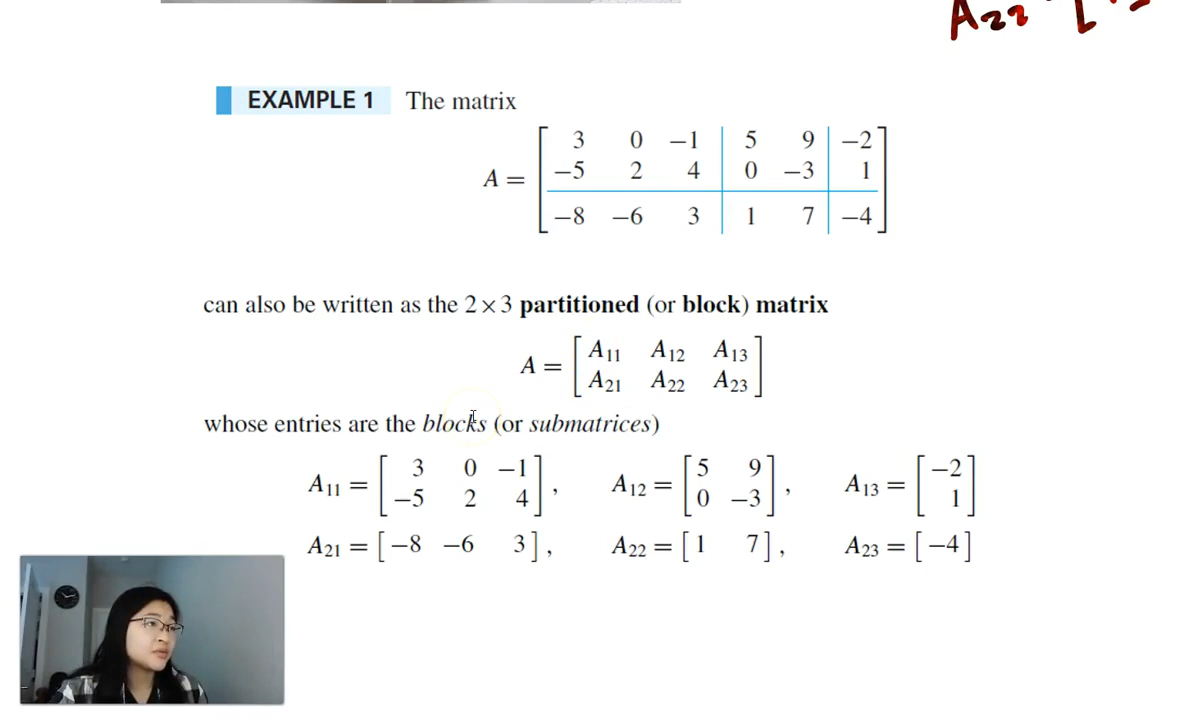 A₂₂
EXAMPLE 1 The matrix
A = [ 3 0 −1 | 5 9 | −2
−5 2 4 | 0 −3 | 1
−8 −6 3 | 1 7 | −4 ]
can also be written as the 2 × 3 partitioned (or block) matrix
A = [ A₁₁ A₁₂ A₁₃
A₂₁ A₂₂ A₂₃ ]
whose entries are the blocks (or submatrices)
A₁₁ = [ 3 0 −1
−5 2 4 ], A₁₂ = [ 5 9
0 −3 ], A₁₃ = [ −2
1 ]
A₂₁ = [ −8 −6 3 ], A₂₂ = [ 1 7 ], A₂₃ = [ −4 ]